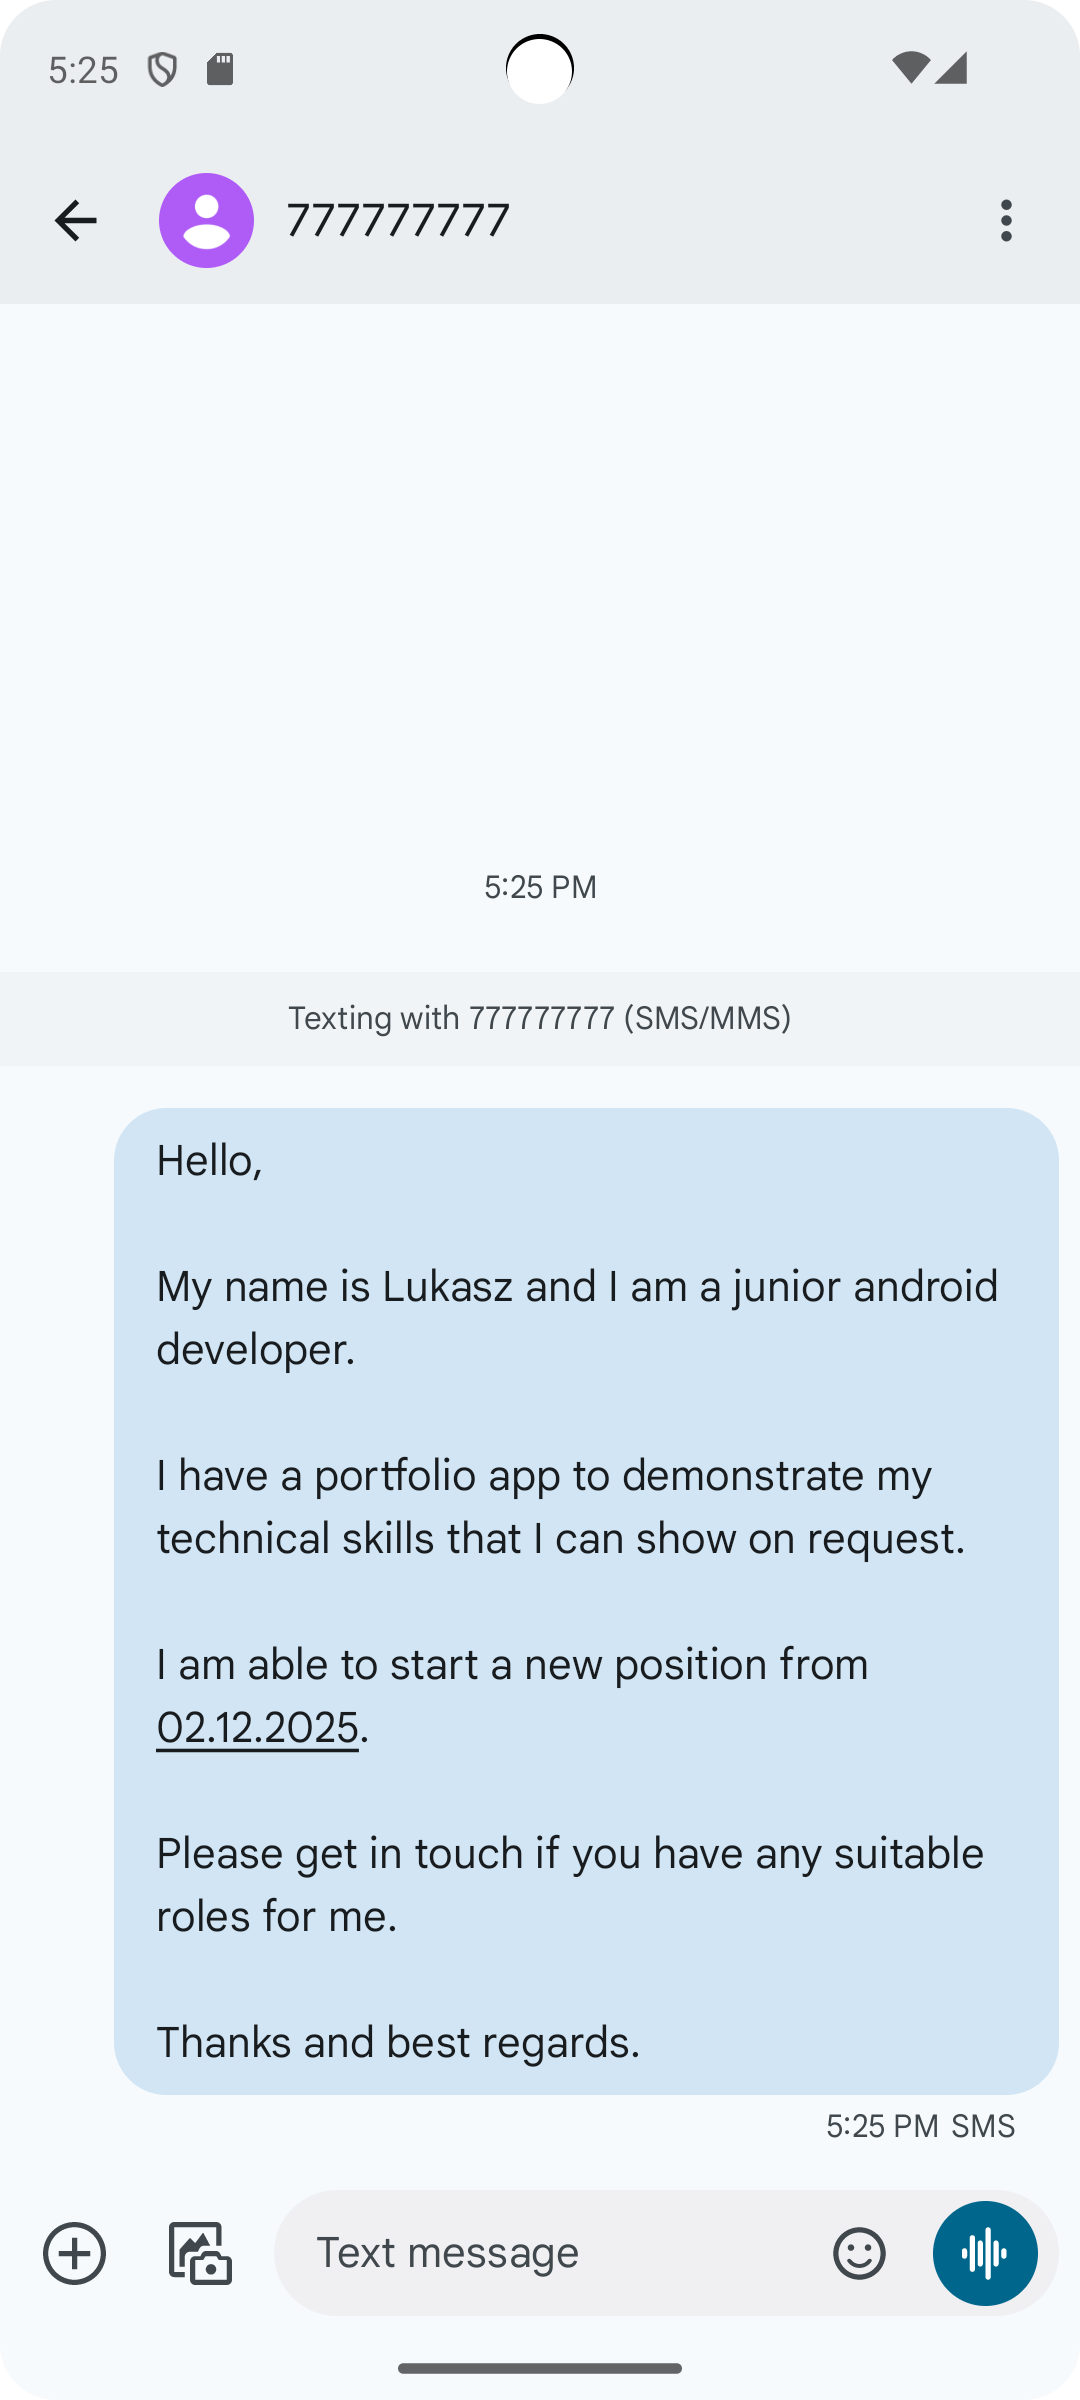 5:25
777777777
5:25 PM
Texting with 777777777 (SMS/MMS)
Hello,
My name is Lukasz and I am a junior android
developer.
I have a portfolio app to demonstrate my
technical skills that I can show on request.
I am able to start a new position from
02.12.2025.
Please get in touch if you have any suitable
roles for me.
Thanks and best regards.
5:25 PM SMS
Text message